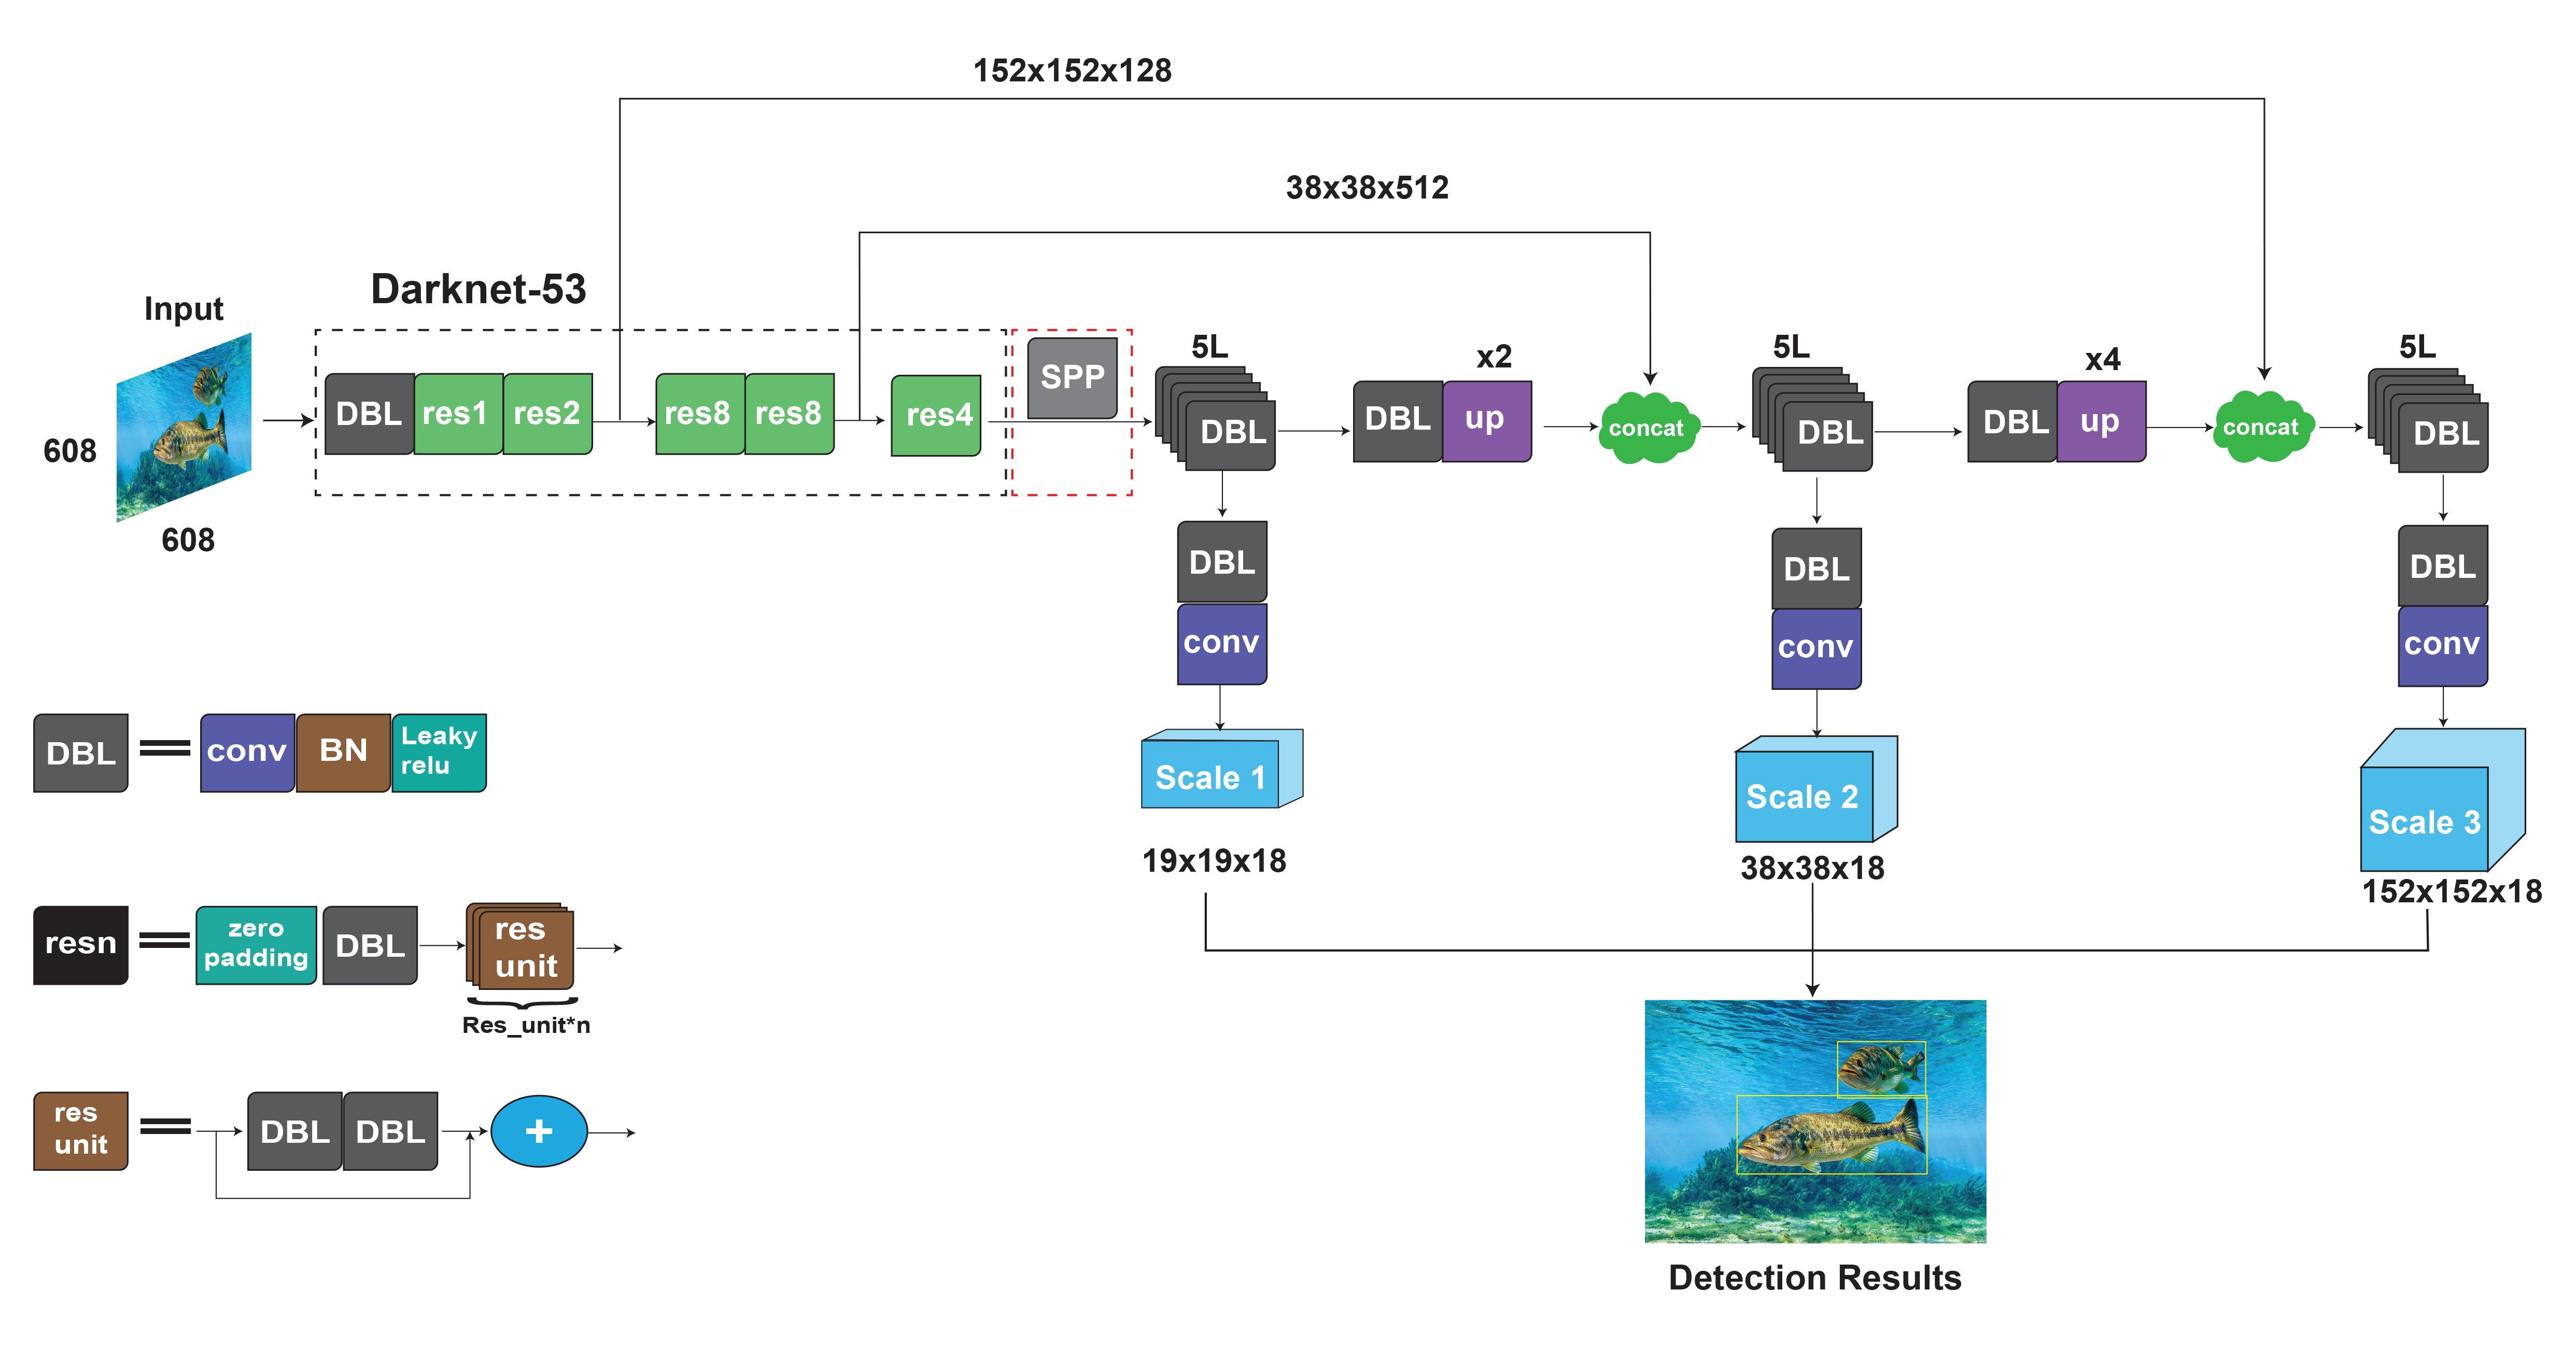 152x152x128
38x38x512
Darknet-53
Input
608
608
DBL res1 res2
res8 res8
res4
SPP
5L
DBL
x2
DBL up
concat
5L
DBL
x4
DBL up
concat
5L
DBL
DBL
conv
Scale 1
19x19x18
DBL
conv
Scale 2
38x38x18
DBL
conv
Scale 3
152x152x18
DBL = conv BN Leaky
relu
resn = zero
padding DBL res
unit
Res_unit*n
res
unit = DBL DBL +
Detection Results